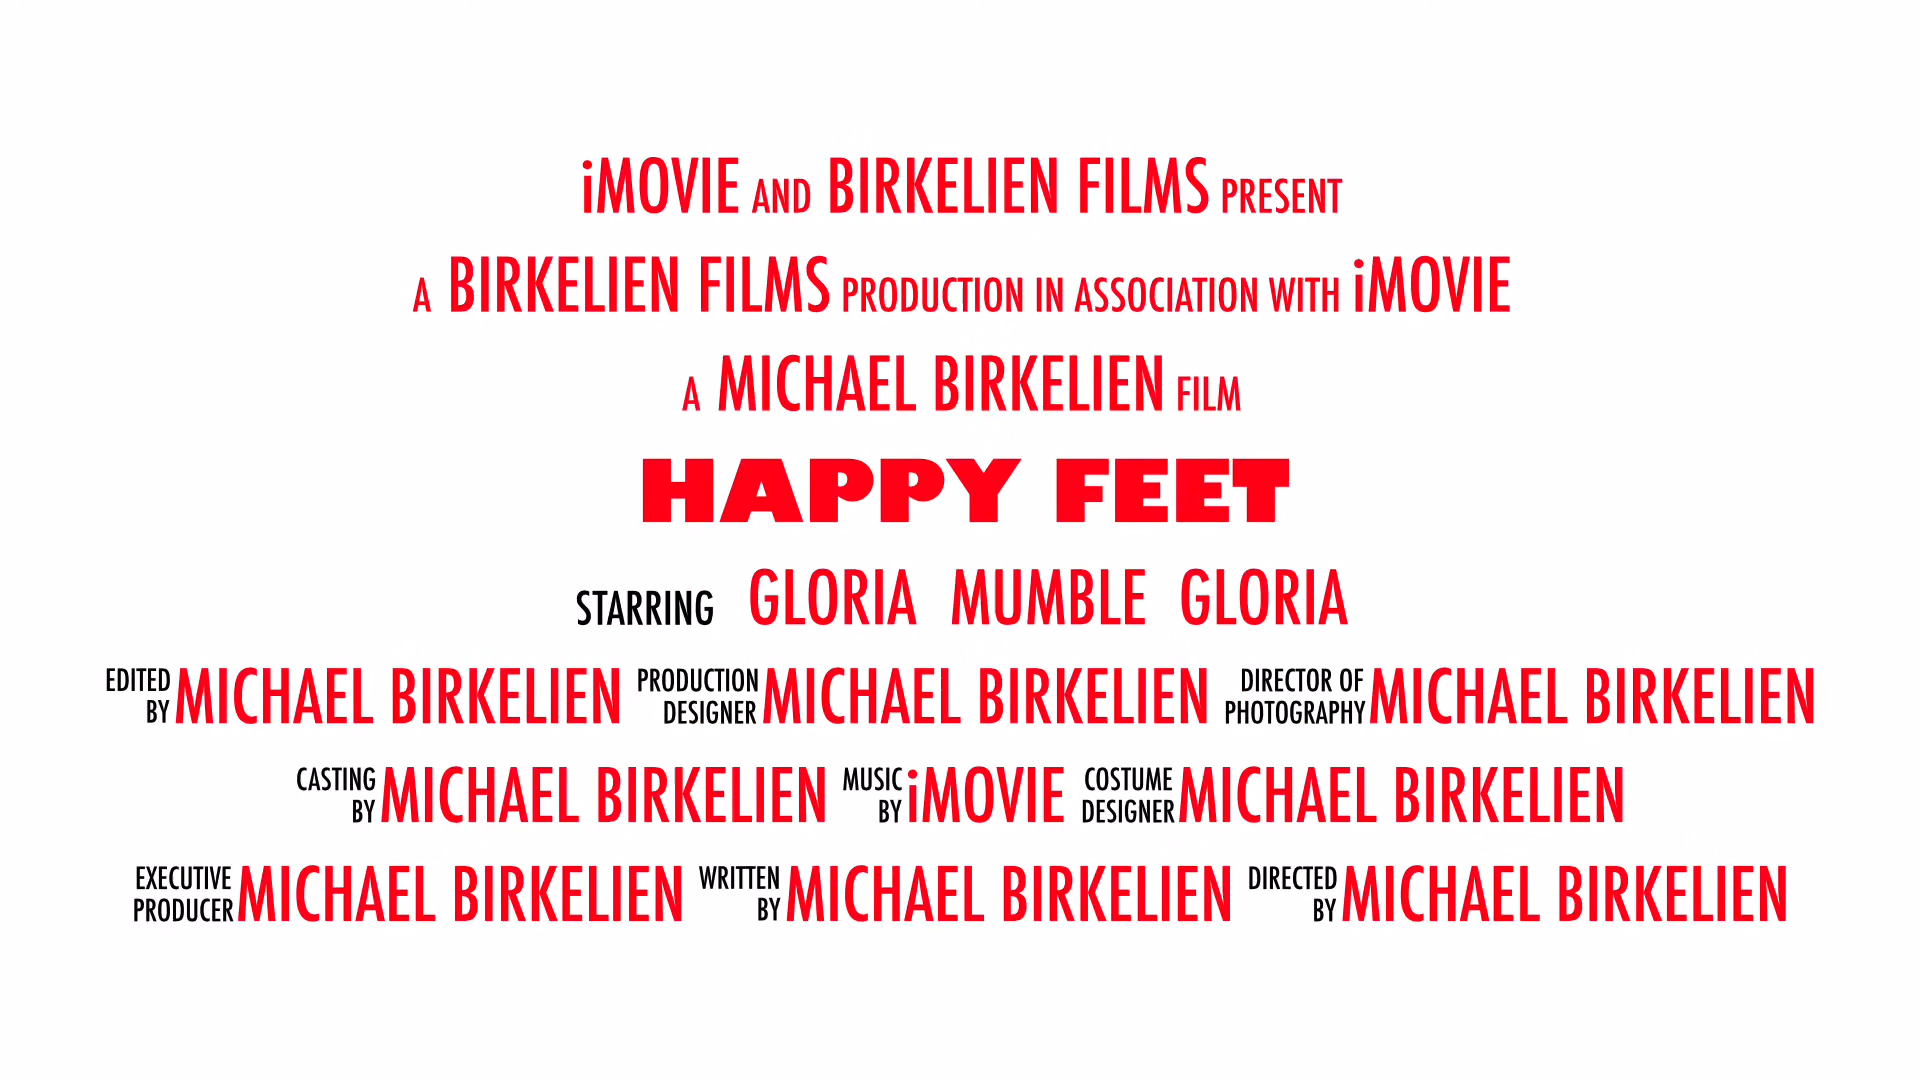 iMOVIE AND BIRKELIEN FILMS PRESENT
A BIRKELIEN FILMS PRODUCTION IN ASSOCIATION WITH iMOVIE
A MICHAEL BIRKELIEN FILM
HAPPY FEET
STARRING GLORIA MUMBLE GLORIA
EDITED BY MICHAEL BIRKELIEN PRODUCTION DESIGNER MICHAEL BIRKELIEN DIRECTOR OF PHOTOGRAPHY MICHAEL BIRKELIEN
CASTING BY MICHAEL BIRKELIEN MUSIC BY iMOVIE COSTUME DESIGNER MICHAEL BIRKELIEN
EXECUTIVE PRODUCER MICHAEL BIRKELIEN WRITTEN BY MICHAEL BIRKELIEN DIRECTED BY MICHAEL BIRKELIEN